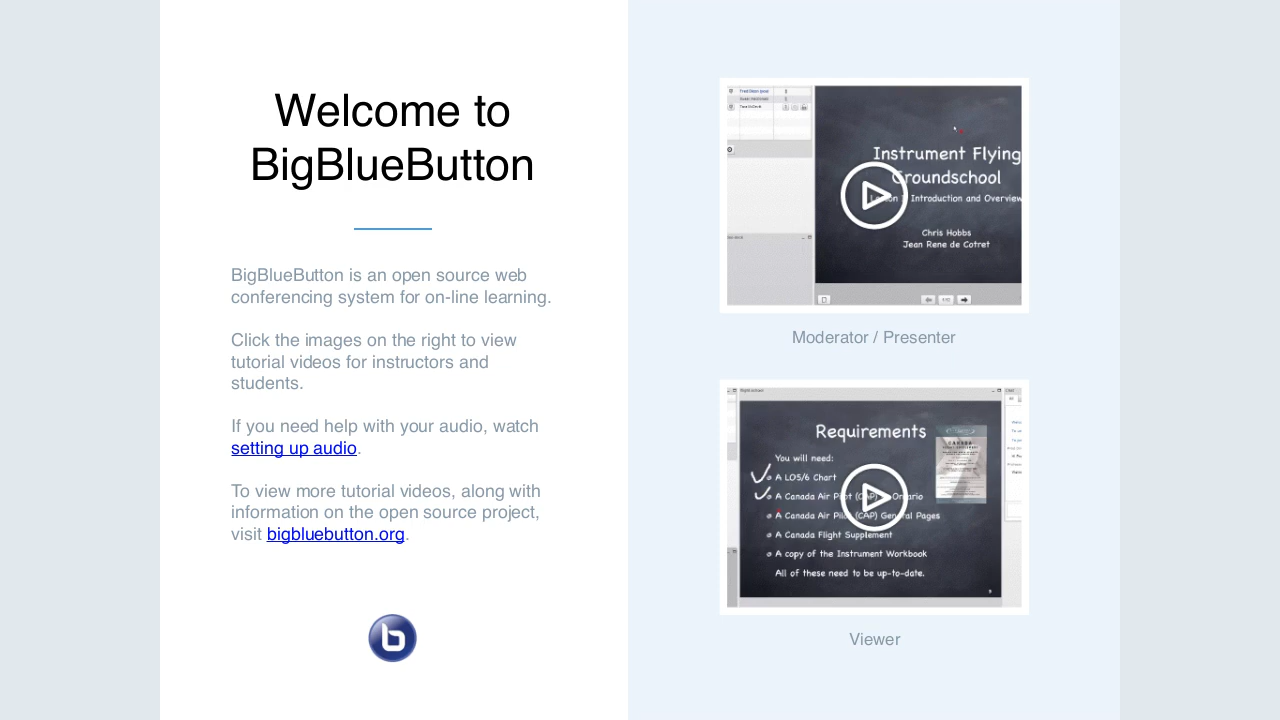 Welcome to
BigBlueButton
BigBlueButton is an open source web
conferencing system for on-line learning.
Click the images on the right to view
tutorial videos for instructors and
students.
If you need help with your audio, watch
setting up audio.
To view more tutorial videos, along with
information on the open source project,
visit bigbluebutton.org.
b
Instrument Flying
Groundschool
1: Introduction and Overview
Chris Hobbs
Jean Rene de Cotret
Moderator / Presenter
Requirements
You will need:
A LO5/6 Chart
A Canada Air Pilot (CAP) Ontario
A Canada Air Pilot (CAP) General Pages
A Canada Flight Supplement
A copy of the Instrument Workbook
All of these need to be up-to-date.
CANADA
Viewer